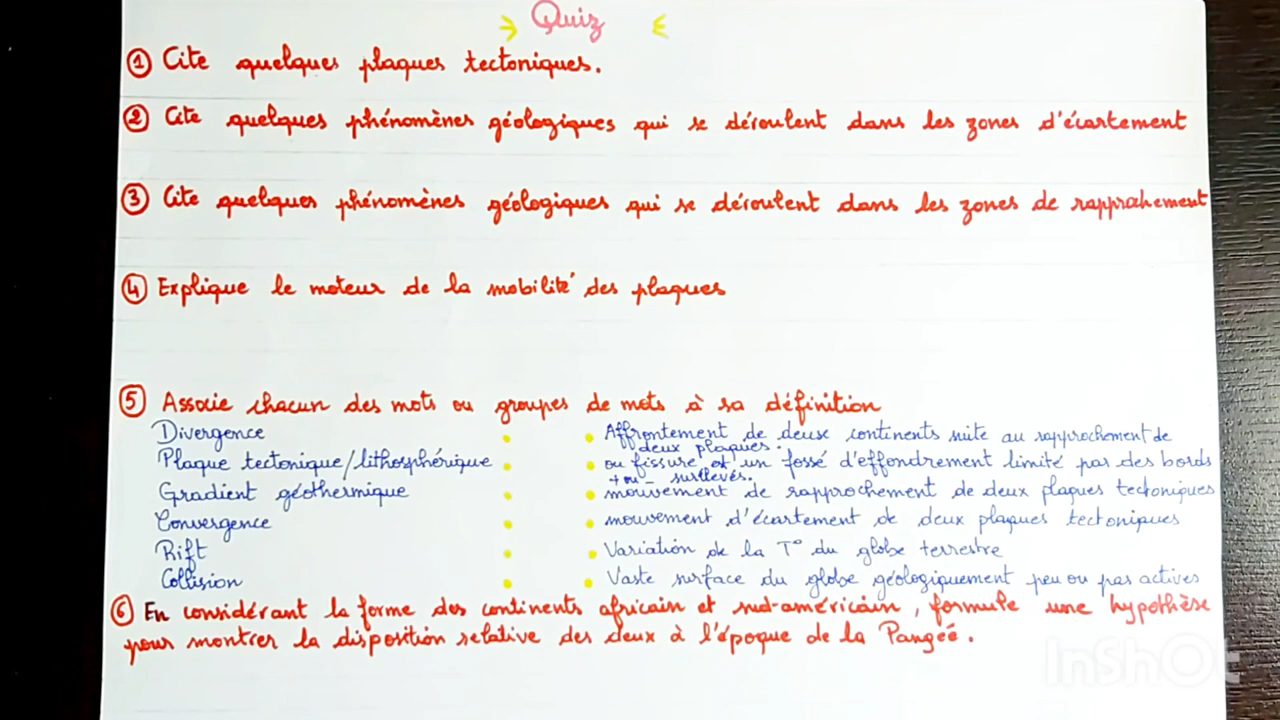 Quiz
① Cite quelques plaques tectoniques.
② Cite quelques phénomènes géologiques qui se déroulent dans les zones d'écartement
③ Cite quelques phénomènes géologiques qui se déroulent dans les zones de rapprochement
④ Explique le moteur de la mobilité des plaques
⑤ Associe chacun des mots ou groupes de mots à sa définition
Divergence • • Affrontement de deux continents suite au rapprochement de
deux plaques.
Plaque tectonique/lithosphérique • • ou fissure et un fossé d'effondrement limité par des bords
+ou- surlevés.
Gradient géothermique • • mouvement de rapprochement de deux plaques tectoniques
Convergence • • mouvement d'écartement de deux plaques tectoniques
Rift • • Variation de la T° du globe terrestre
Collision • • Vaste surface du globe géologiquement peu ou pas actives
⑥ En considérant la forme des continents africain et sud-américain, formule une hypothèse
pour montrer la disposition relative des deux à l'époque de la Pangeé.
InShOt